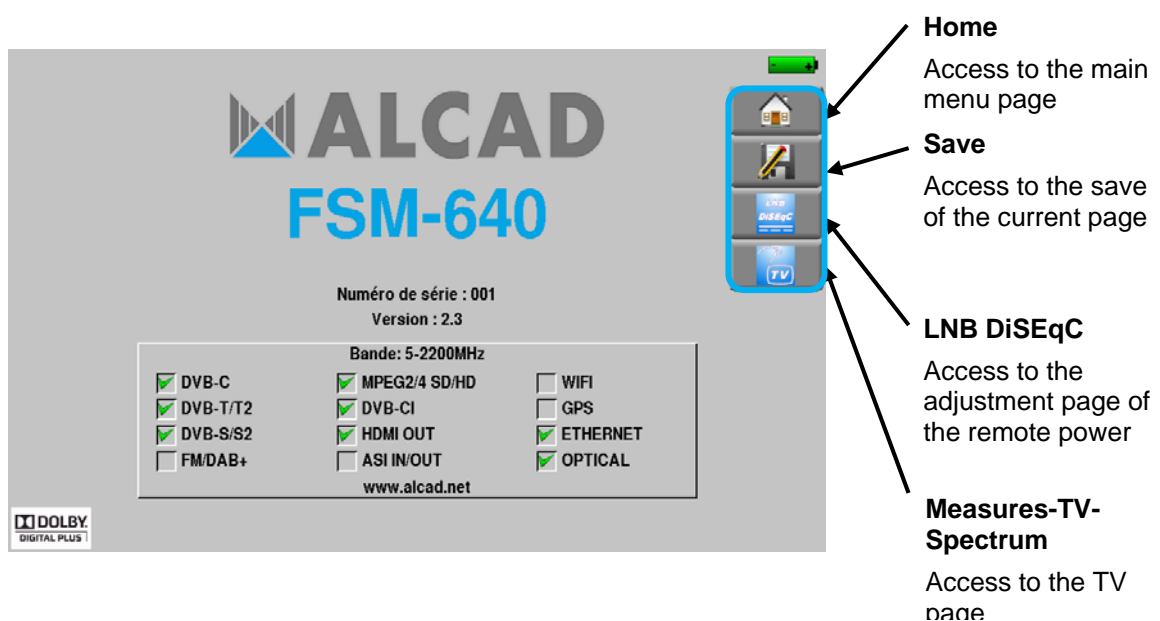 ALCAD
FSM-640
Numéro de série : 001
Version : 2.3
Bande: 5-2200MHz
DVB-C
MPEG2/4 SD/HD
WIFI
DVB-T/T2
DVB-CI
GPS
DVB-S/S2
HDMI OUT
ETHERNET
FM/DAB+
ASI IN/OUT
OPTICAL
www.alcad.net
DOLBY.
DIGITAL PLUS
LNB
DiSEqC
TV
Home
Access to the main
menu page
Save
Access to the save
of the current page
LNB DiSEqC
Access to the
adjustment page of
the remote power
Measures-TV-
Spectrum
Access to the TV
page